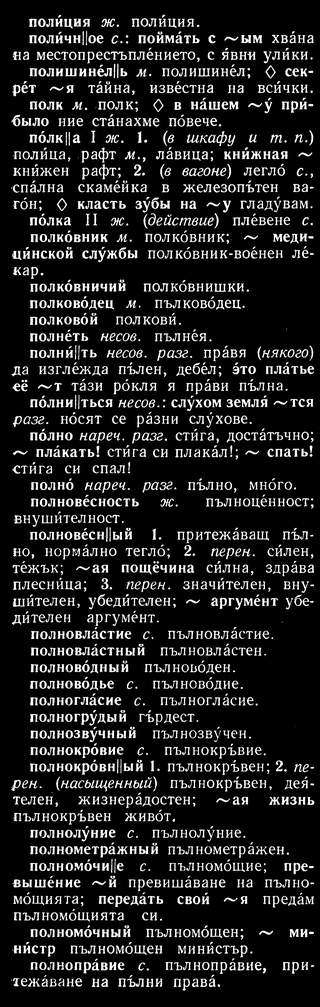 поли́ция ж. поли́ция.
поли́чн||ое с.: пойма́ть с ~ым хва́на
на местопрестъпле́нието, с я́вни ули́ки.
полишине́л||ь м. полишине́л; ◊ сек-
ре́т ~я та́йна, изве́стна на вси́чки.
полк м. полк; ◊ в на́шем ~у́ при́-
было ние ста́нахме по́вече.
по́лк||а I ж. 1. (в шкафу и т. п.)
поли́ца, рафт м., ла́вица; кни́жная ~
кни́жен рафт; 2. (в вагоне) легло́ с.,
спа́лна скаме́йка в железопъ́тен ва-
го́н; ◊ класть зу́бы на ~у гладу́вам.
по́лка II ж. (действие) пле́вене с.
полко́вник м. полко́вник; ~ меди-
ци́нской слу́жбы полко́вник-вое́нен ле́-
кар.
полко́вничий полко́внишки.
полково́дец м. пълково́дец.
полково́й полкови́.
полне́ть несов. пълне́я.
полни́||ть несов. разг. пра́вя (някого)
да изгле́жда пъ́лен, дебе́л; э́то пла́тье
её ~т та́зи ро́кля я пра́ви пъ́лна.
по́лни||ться несов.: слу́хом земля́ ~тся
разг. но́сят се ра́зни слу́хове.
по́лно нареч. разг. сти́га, доста́тъчно;
~ пла́кать! сти́га си плака́л!; ~ спать!
сти́га си спал!
полно́ нареч. разг. пъ́лно, мно́го.
полнове́сность ж. пълноце́нност;
внуши́телност.
полнове́сн||ый 1. притежа́ващ пъ́л-
но, норма́лно тегло́; 2. перен. си́лен,
те́жък; ~ая пощёчина си́лна, здра́ва
плесни́ца; 3. перен. значи́телен, вну-
ши́телен, убеди́телен; ~ аргуме́нт убе-
ди́телен аргуме́нт.
полновла́стие с. пълновла́стие.
полновла́стный пълновла́стен.
полново́дный пълново́ден.
полново́дье с. пълново́дие.
полногла́сие с. пълногла́сие.
полногру́дый гъ́рдест.
полнозву́чный пълнозву́чен.
полнокро́вие с. пълнокръ́вие.
полнокро́вн||ый 1. пълнокръ́вен; 2. пе-
рен. (насыщенный) пълнокръ́вен, дея́-
телен, жизнера́достен; ~ая жизнь
пълнокръ́вен живо́т.
полнолу́ние с. пълнолу́ние.
полнометра́жный пълнометра́жен.
полномо́чи||е с. пълномо́щие; пре-
выше́ние ~й превиша́ване на пълно-
мо́щията; переда́ть свой ~я преда́м
пълномо́щията си.
полномо́чный пълномо́щен; ~ ми-
ни́стр пълномо́щен мини́стър.
полнопра́вие с. пълнопра́вие, при-
тежа́ване на пъ́лни права́.